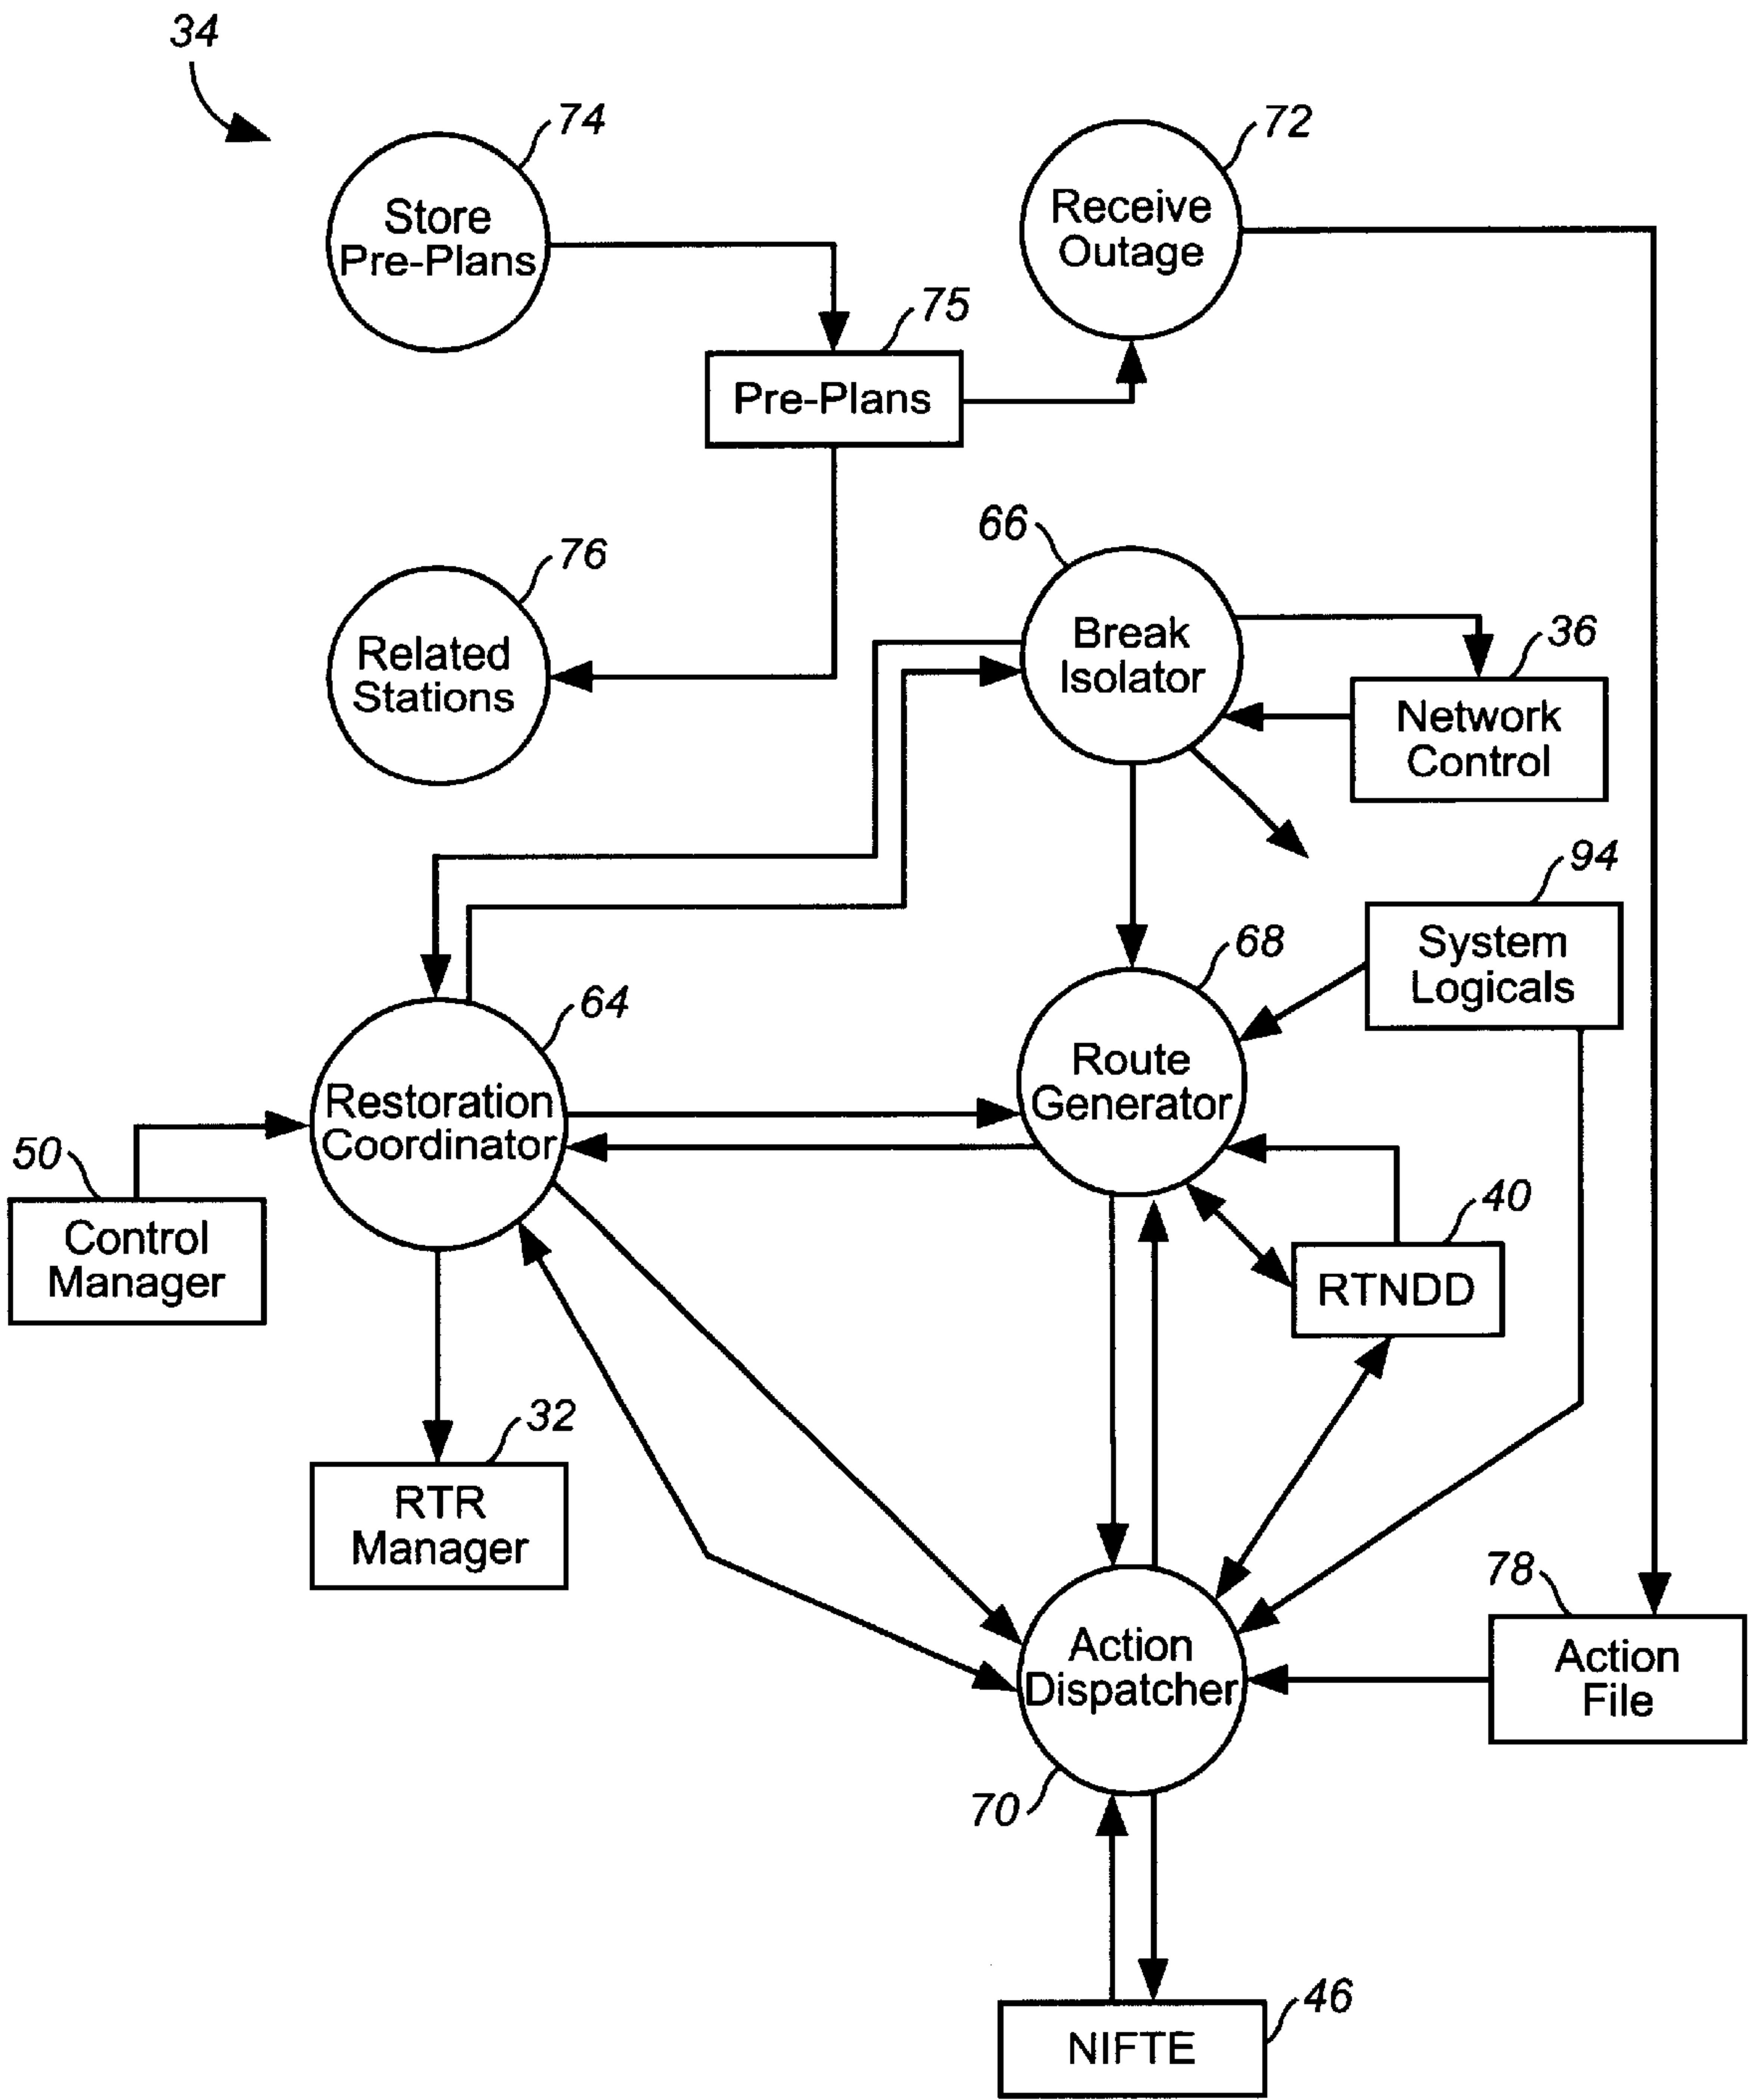 34
74
Store
Pre-Plans
72
Receive
Outage
75
Pre-Plans
76
Related
Stations
66
Break
Isolator
36
Network
Control
94
System
Logicals
68
Route
Generator
64
Restoration
Coordinator
50
Control
Manager
40
RTNDD
32
RTR
Manager
78
Action
File
Action
Dispatcher
70
46
NIFTE